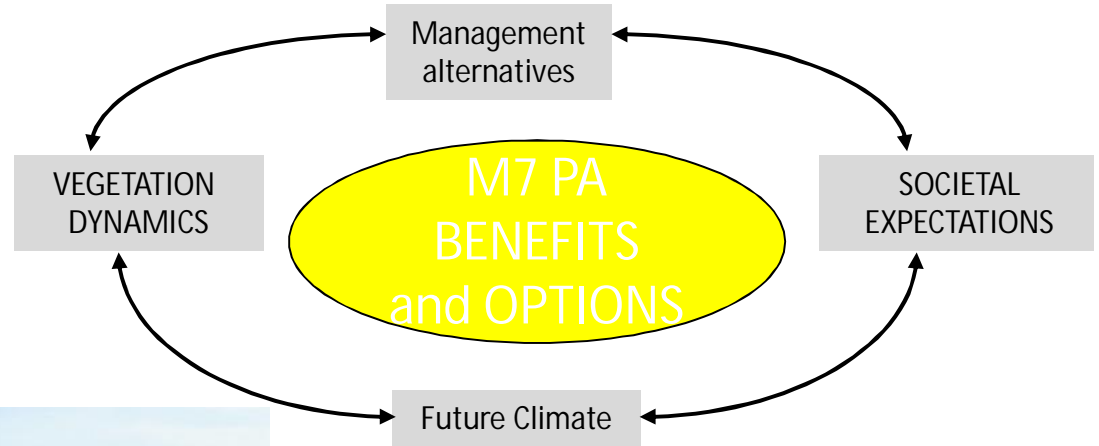 Management
alternatives
VEGETATION
DYNAMICS
M7 PA
BENEFITS
and OPTIONS
SOCIETAL
EXPECTATIONS
Future Climate